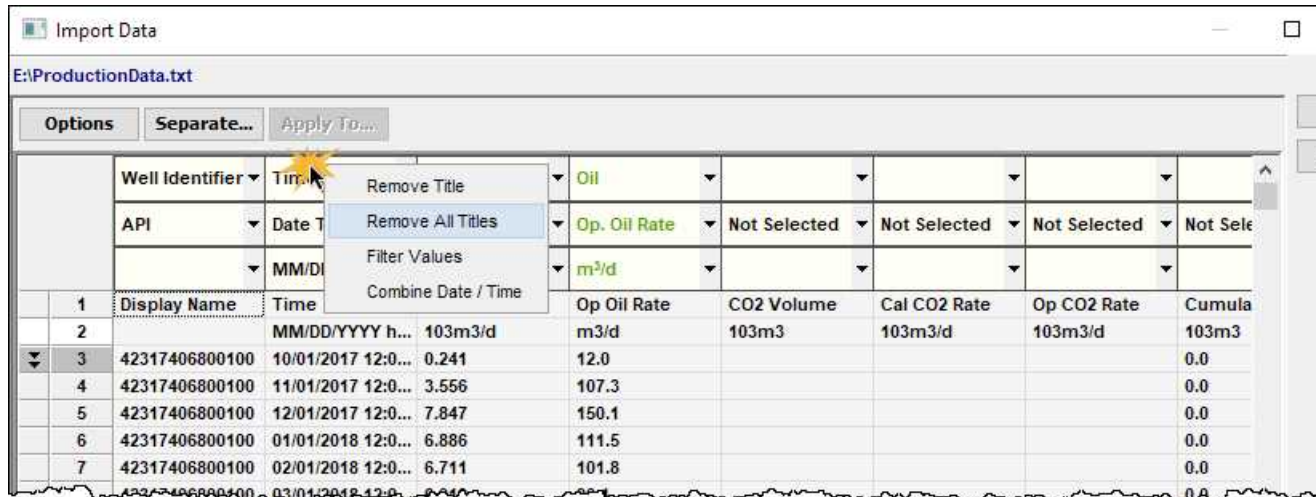 Import Data
E:\ProductionData.txt
Options Separate... Apply To...
Well Identifier Tim Oil
API Date T Op. Oil Rate Not Selected Not Selected Not Selected Not Sele
MM/DI m³/d
Remove Title
Remove All Titles
Filter Values
Combine Date / Time
1 Display Name Time Op Oil Rate CO2 Volume Cal CO2 Rate Op CO2 Rate Cumula
2 MM/DD/YYYY h... 103m3/d m3/d 103m3 103m3/d 103m3/d 103m3
3 42317406800100 10/01/2017 12:0... 0.241 12.0 0.0
4 42317406800100 11/01/2017 12:0... 3.556 107.3 0.0
5 42317406800100 12/01/2017 12:0... 7.847 150.1 0.0
6 42317406800100 01/01/2018 12:0... 6.886 111.5 0.0
7 42317406800100 02/01/2018 12:0... 6.711 101.8 0.0